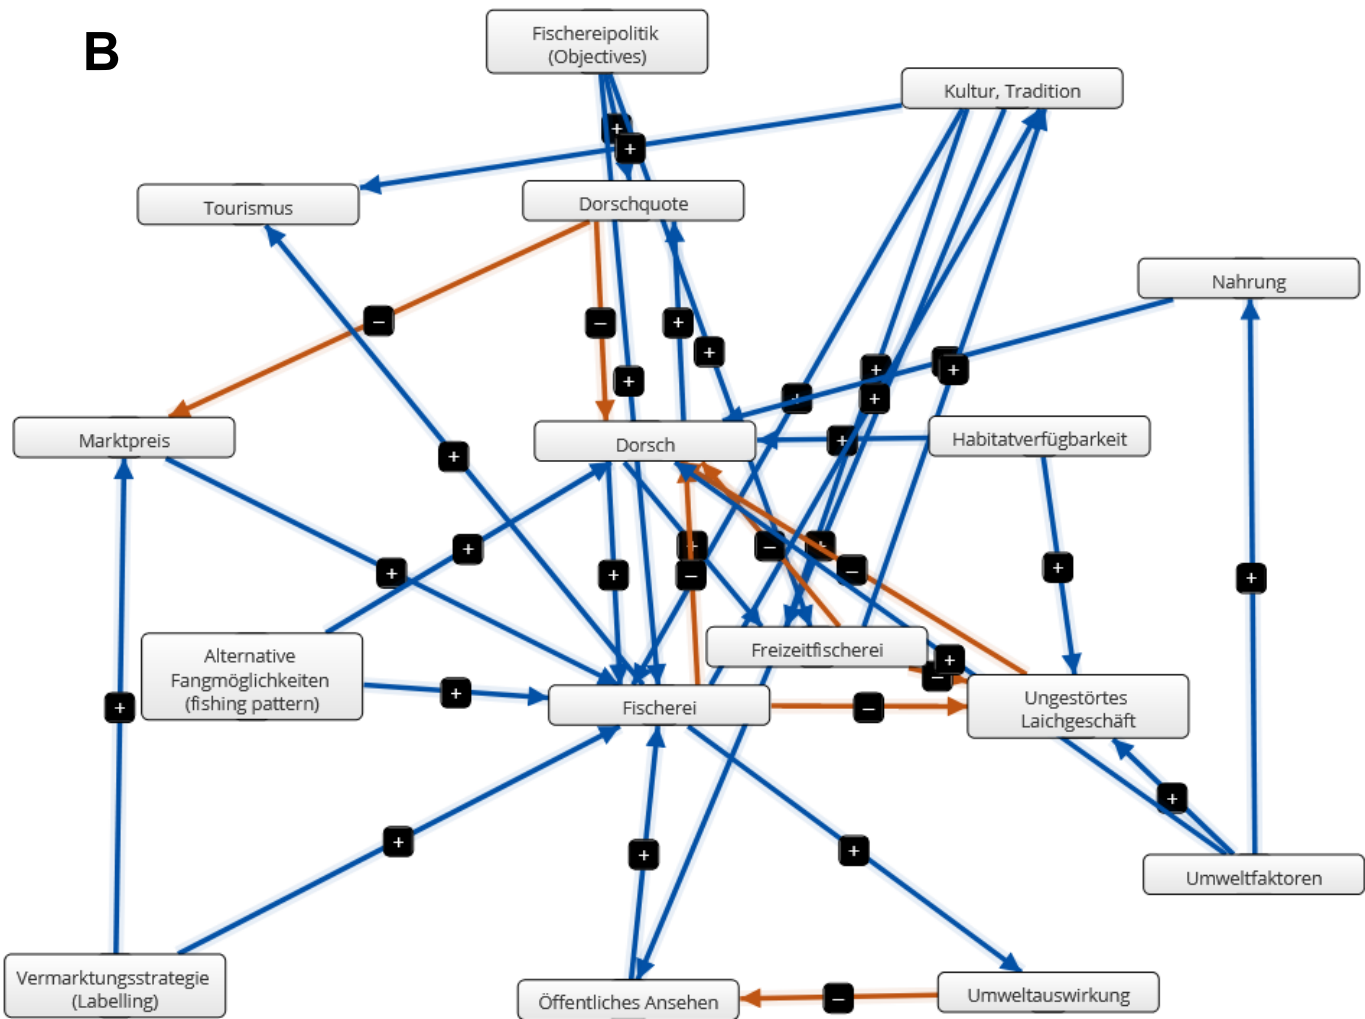 B
Fischereipolitik
(Objectives)
Kultur, Tradition
+
+
Tourismus
Dorschquote
Nahrung
−
−
+
+
+
+
+
+
+
+
Marktpreis
Dorsch
+
Habitatverfügbarkeit
+
+
+
−
+
−
+
+
−
+
+
Alternative
Fangmöglichkeiten
(fishing pattern)
Freizeitfischerei
+
−
+
Ungestörtes
Laichgeschäft
+
Fischerei
−
+
+
+
+
Umweltfaktoren
Vermarktungsstrategie
(Labelling)
Öffentliches Ansehen
−
Umweltauswirkung